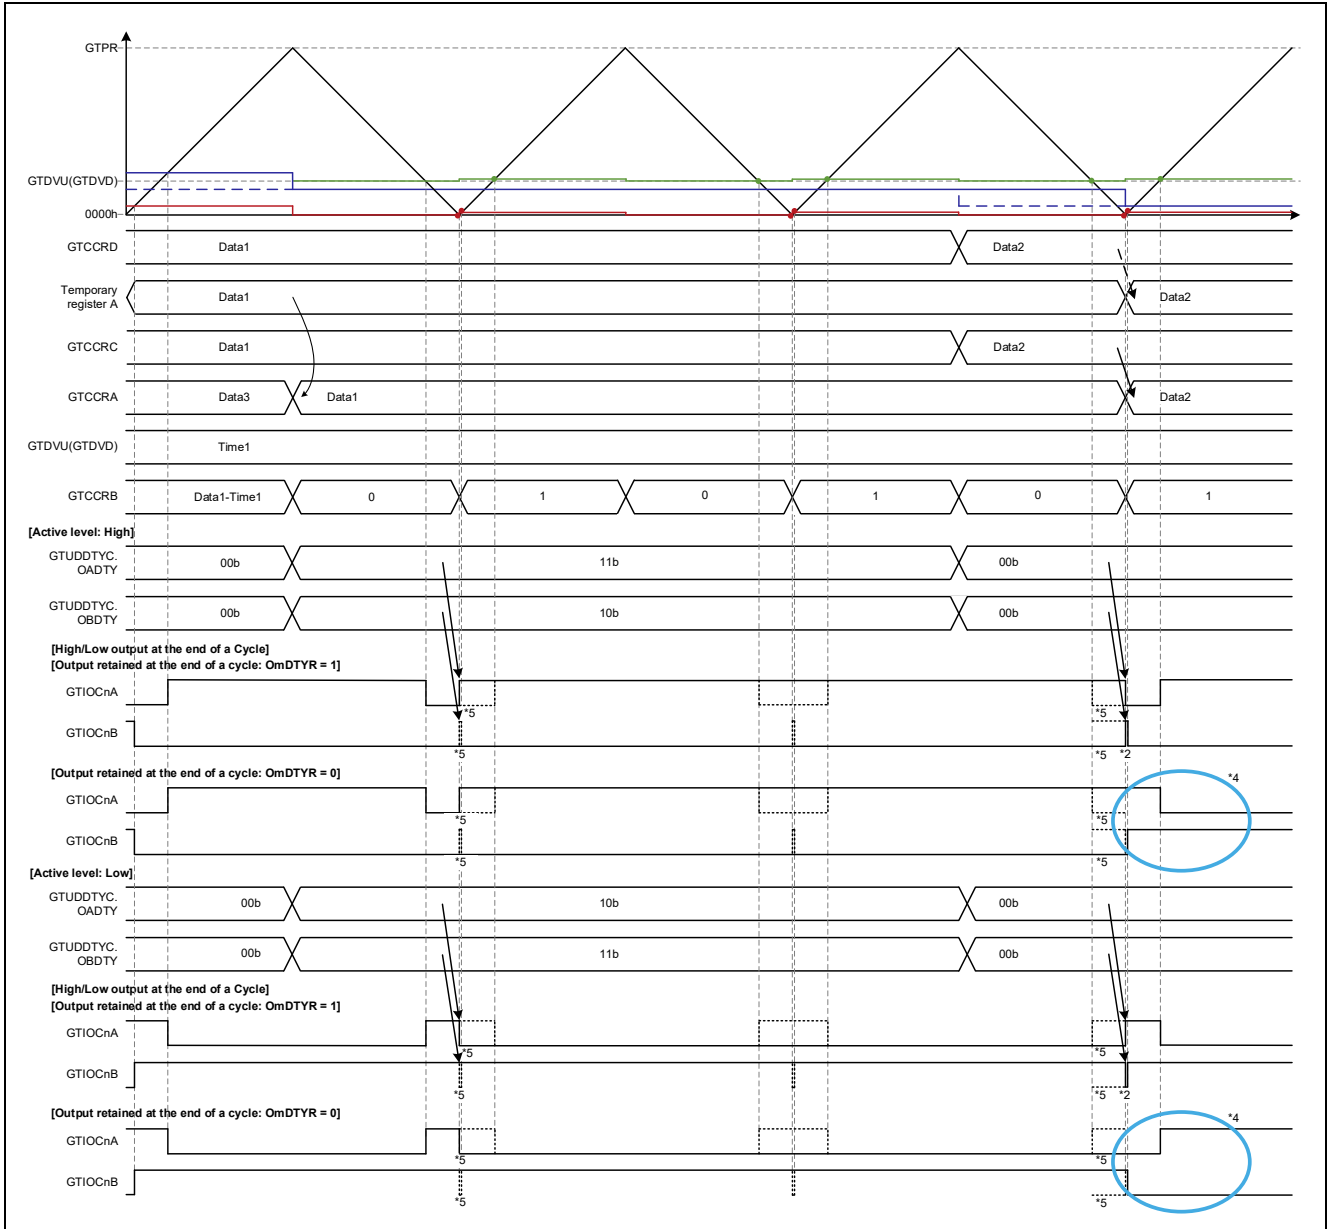 GTPR
GTDVU(GTDVD)
0000h
GTCCRD Data1 Data2
Temporary
register A Data1 Data2
GTCCRC Data1 Data2
GTCCRA Data3 Data1 Data2
GTDVU(GTDVD) Time1
GTCCRB Data1-Time1 0 1 0 1 0 1
[Active level: High]
GTUDDTYC.
OADTY 00b 11b 00b
GTUDDTYC.
OBDTY 00b 10b 00b
[High/Low output at the end of a Cycle]
[Output retained at the end of a cycle: OmDTYR = 1]
GTIOCnA *5 *5
GTIOCnB *5 *5 *2
[Output retained at the end of a cycle: OmDTYR = 0]
*4
GTIOCnA *5 *5
GTIOCnB *5 *5
[Active level: Low]
GTUDDTYC.
OADTY 00b 10b 00b
GTUDDTYC.
OBDTY 00b 11b 00b
[High/Low output at the end of a Cycle]
[Output retained at the end of a cycle: OmDTYR = 1]
GTIOCnA *5 *5
GTIOCnB *5 *5 *2
[Output retained at the end of a cycle: OmDTYR = 0]
*4
GTIOCnA *5 *5
GTIOCnB *5 *5